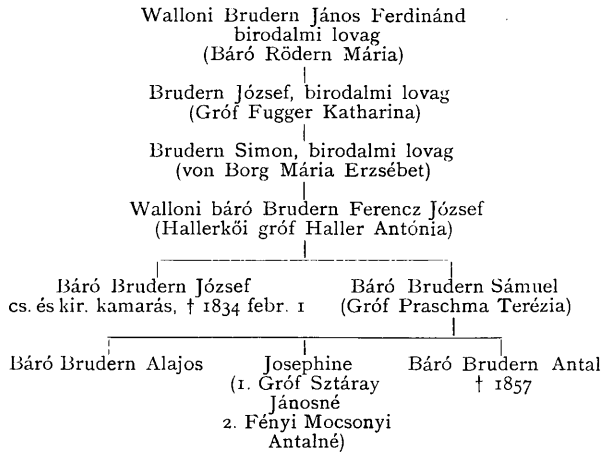 Walloni Brudern János Ferdinánd
birodalmi lovag
(Báró Rödern Mária)
Brudern József, birodalmi lovag
(Gróf Fugger Katharina)
Brudern Simon, birodalmi lovag
(von Borg Mária Erzsébet)
Walloni báró Brudern Ferencz József
(Hallerkői gróf Haller Antónia)
Báró Brudern József
cs. és kir. kamarás, † 1834 febr. 1
Báró Brudern Sámuel
(Gróf Praschma Terézia)
Báró Brudern Alajos
Josephine
(1. Gróf Sztáray
Jánosné
2. Fényi Mocsonyi
Antalné)
Báró Brudern Antal
† 1857